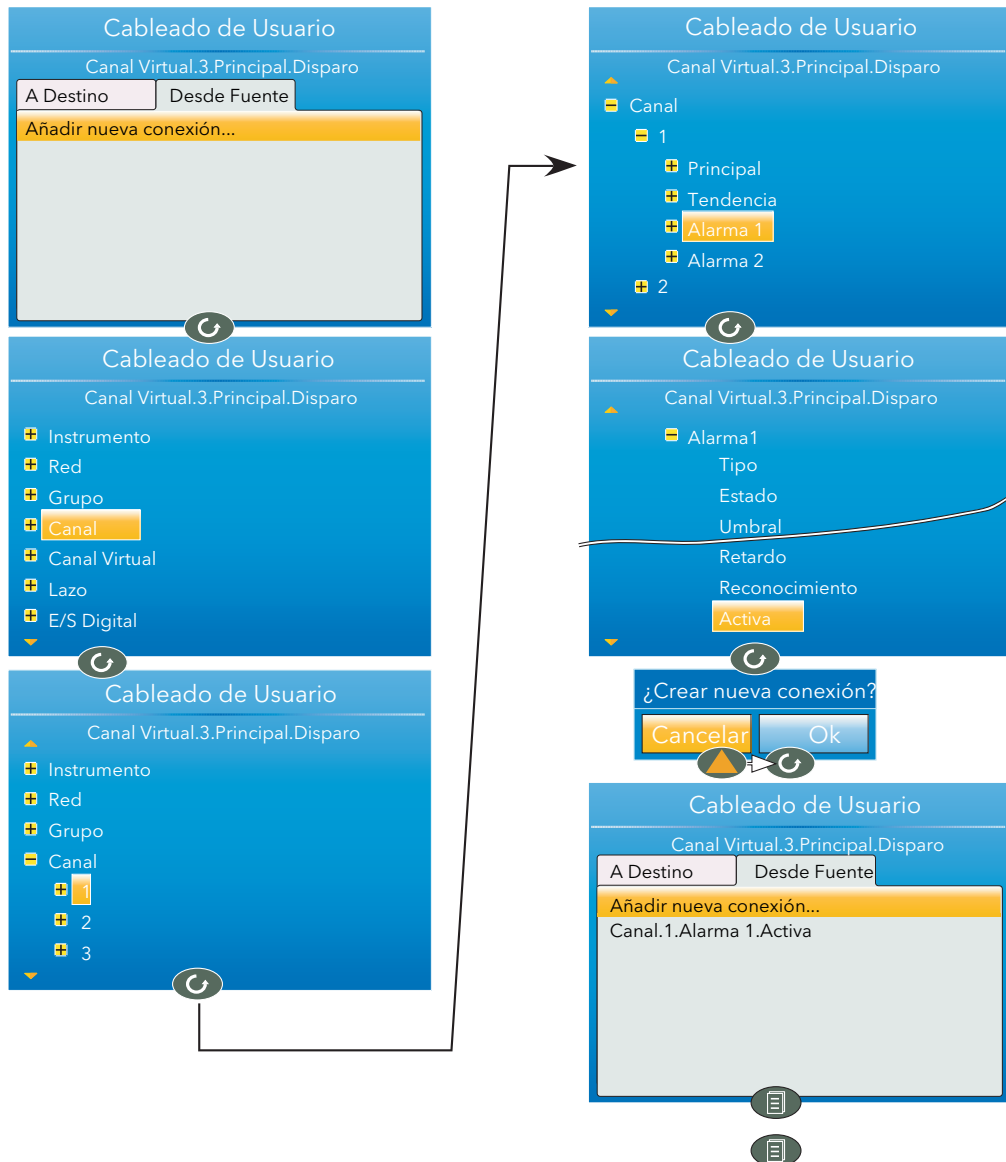 Cableado de Usuario
Canal Virtual.3.Principal.Disparo
A Destino
Desde Fuente
Añadir nueva conexión...
Cableado de Usuario
Canal Virtual.3.Principal.Disparo
Instrumento
Red
Grupo
Canal
Canal Virtual
Lazo
E/S Digital
Cableado de Usuario
Canal Virtual.3.Principal.Disparo
Instrumento
Red
Grupo
Canal
1
2
3
Cableado de Usuario
Canal Virtual.3.Principal.Disparo
Canal
1
Principal
Tendencia
Alarma 1
Alarma 2
2
Cableado de Usuario
Canal Virtual.3.Principal.Disparo
Alarma1
Tipo
Estado
Umbral
Retardo
Reconocimiento
Activa
¿Crear nueva conexión?
Cancelar
Ok
Cableado de Usuario
Canal Virtual.3.Principal.Disparo
A Destino
Desde Fuente
Añadir nueva conexión...
Canal.1.Alarma 1.Activa